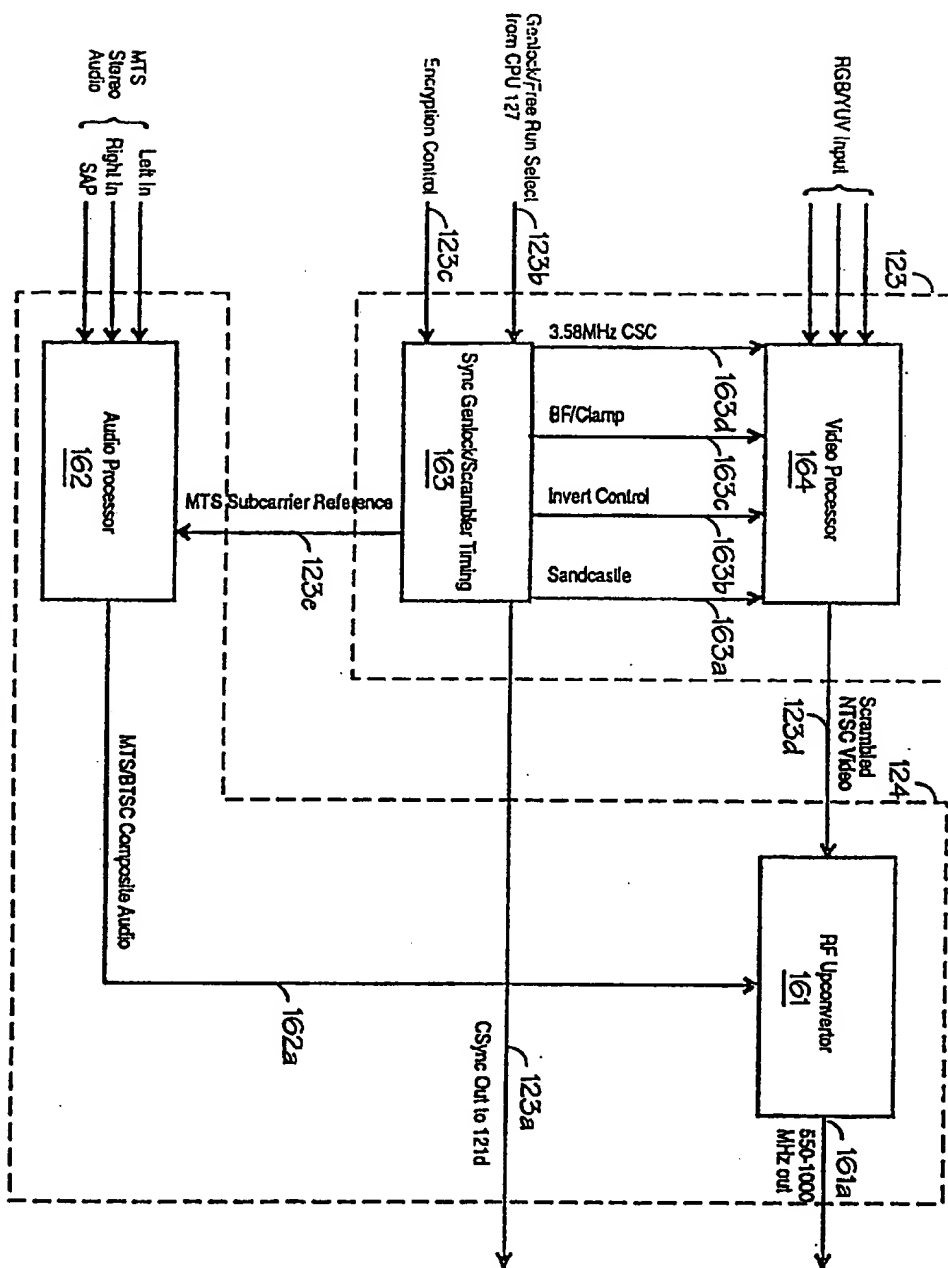 RGB/YUV Input
Genlock/Free Run Select
from CPU 127
Encryption Control
MTS
Stereo
Audio
Left In
Right In
SAP
123
123b
123c
Video Processor
164
3.58MHz CSC
163d
BF/Clamp
163c
Invert Control
163b
Sandcastle
163a
Sync Genlock/Scrambler Timing
163
MTS Subcarrier Reference
123e
Audio Processor
162
Scrambled
NTSC Video
123d
124
RF Upconvertor
161
161a
550-1000
MHz out
CSync Out to 121d
123a
MTS/BTSC Composite Audio
162a